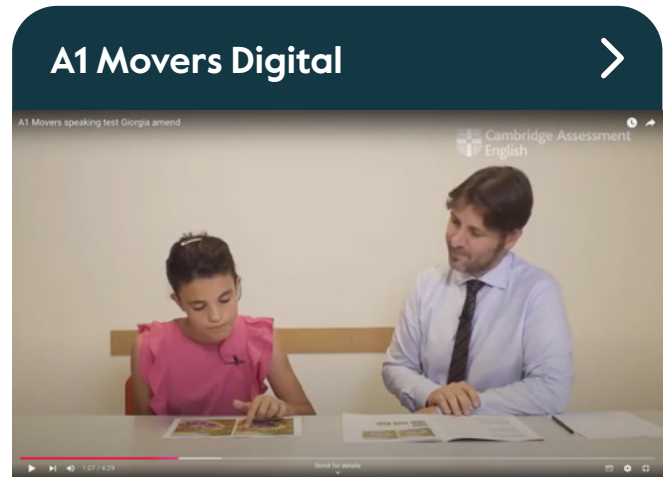 A1 Movers Digital
A1 Movers speaking test Giorgia amend
Cambridge Assessment
English
1:07 / 4:29
Scroll for details